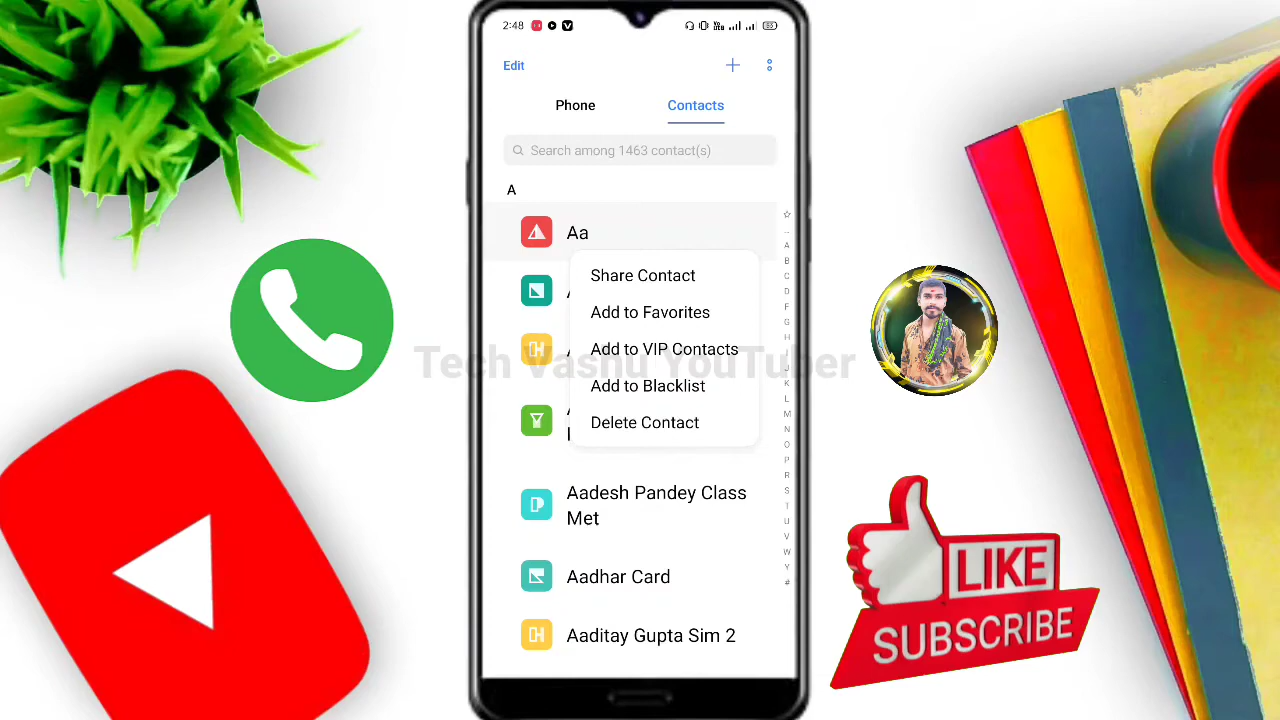 2:48
Edit
Phone
Contacts
Search among 1463 contact(s)
A
Aa
Share Contact
Add to Favorites
Add to VIP Contacts
Add to Blacklist
Delete Contact
Tech Vashu YouTuber
Aadesh Pandey Class
Met
Aadhar Card
Aaditay Gupta Sim 2
A
B
C
D
F
G
H
J
K
L
M
N
O
P
R
S
T
U
V
W
Y
#
LIKE
SUBSCRIBE